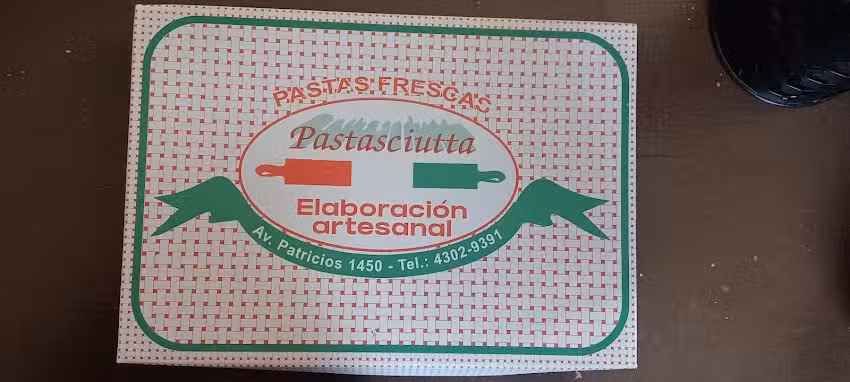 PASTAS FRESCAS
Pastasciutta
Elaboración
artesanal
Av. Patricios 1450 - Tel.: 4302-9391